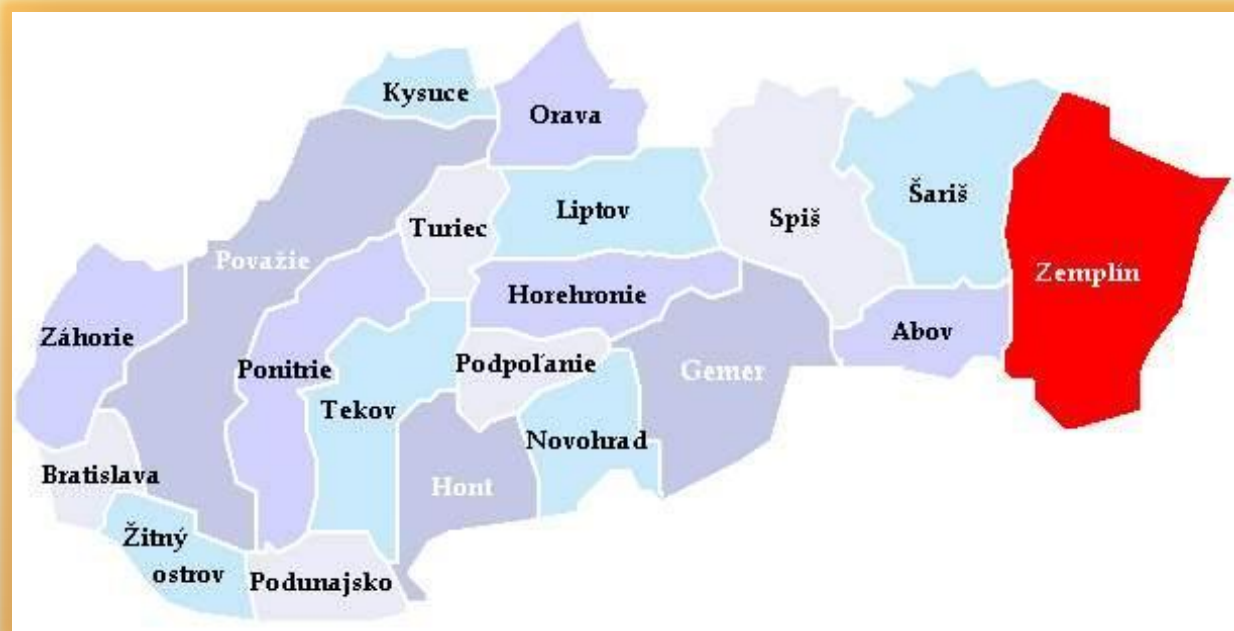 Kysuce
Orava
Šariš
Liptov
Spiš
Turiec
Považie
Zemplín
Horehronie
Záhorie
Abov
Podpoľanie
Ponitrie
Gemer
Tekov
Novohrad
Bratislava
Hont
Žitný
ostrov
Podunajsko